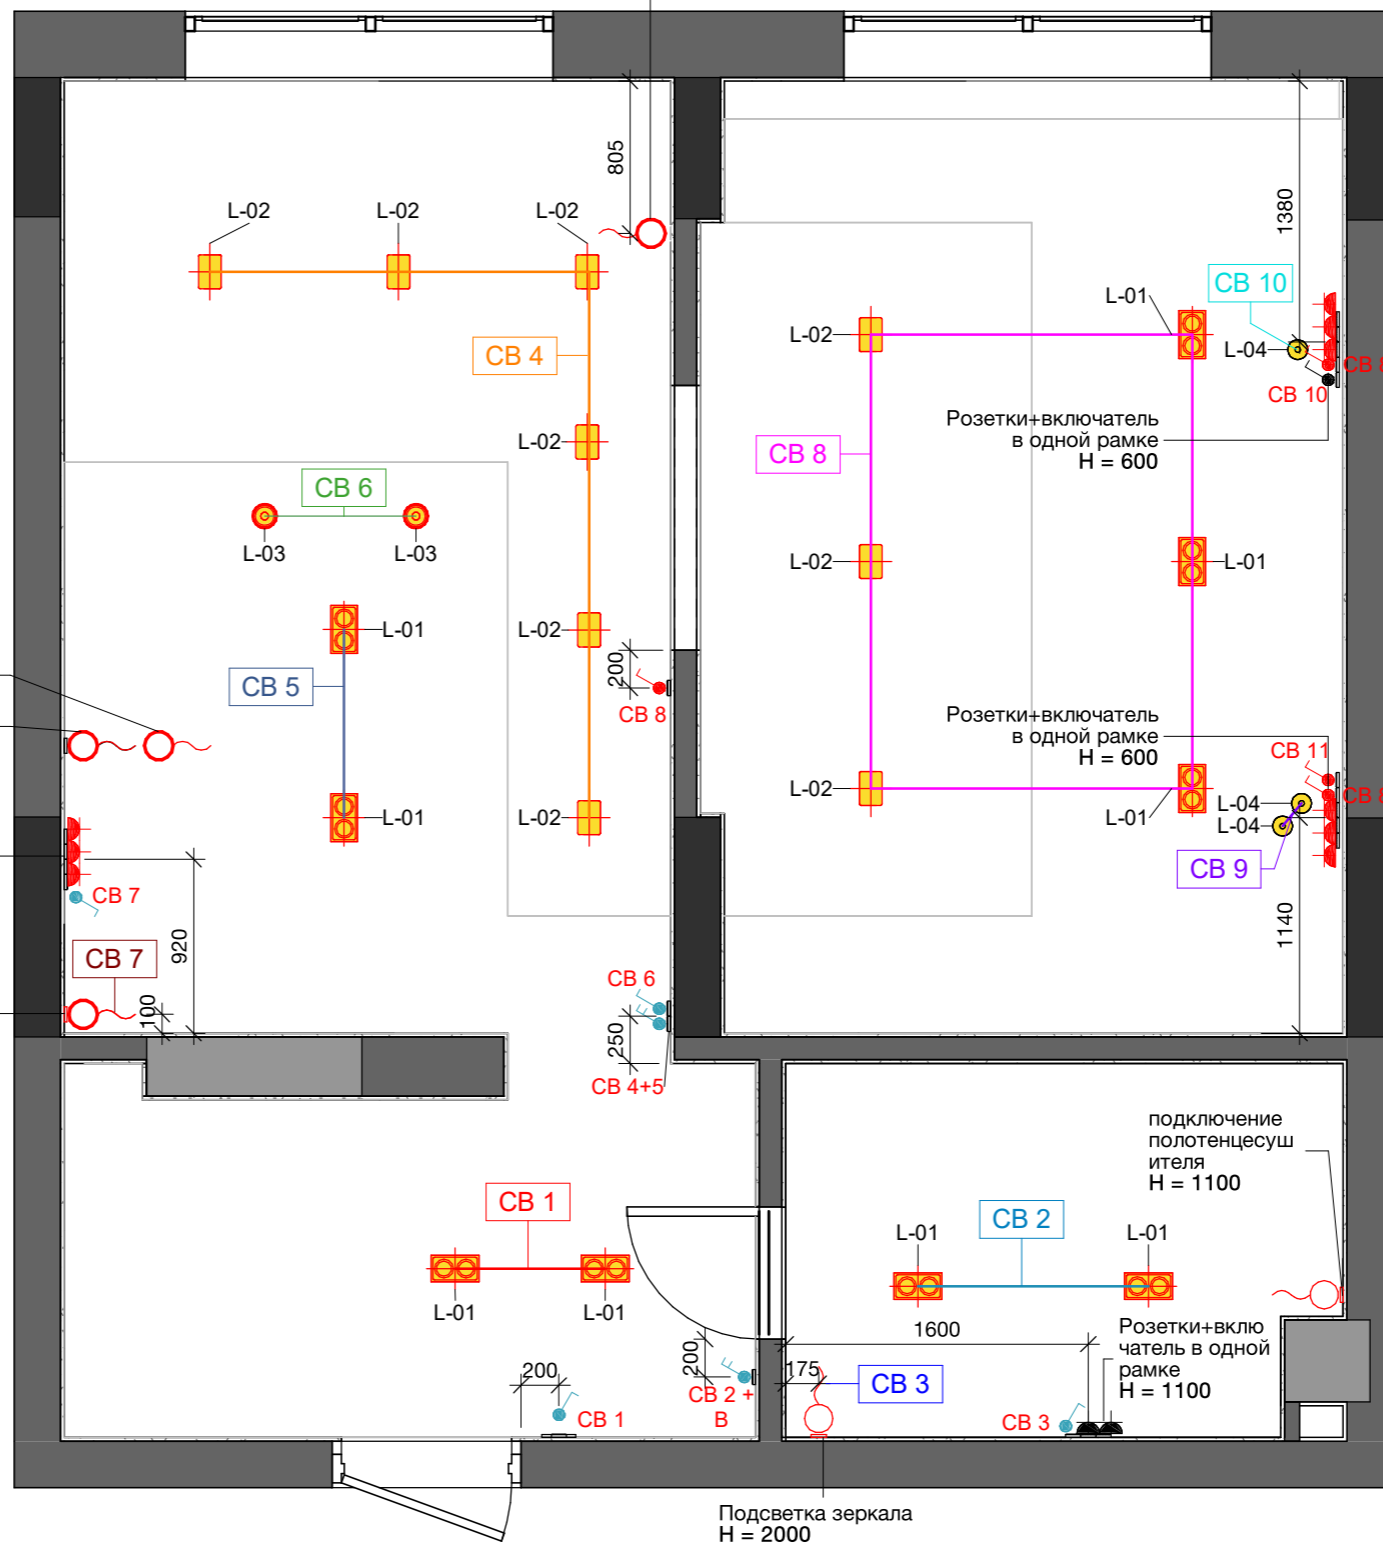 805
1380
L-02
L-02
L-02
СВ 10
L-01
L-02
L-04
СВ 4
СВ 8
СВ 10
Розетки+включатель
в одной рамке
H = 600
L-02
СВ 8
СВ 6
L-03
L-03
L-02
L-01
L-01
L-02
200
СВ 5
СВ 8
Розетки+включатель
в одной рамке
H = 600
СВ 11
L-02
СВ 8
L-01
L-02
L-01
L-04
L-04
СВ 9
СВ 7
920
1140
СВ 7
100
СВ 6
250
СВ 4+5
подключение
полотенцесуш
ителя
H = 1100
СВ 1
СВ 2
L-01
L-01
L-01
L-01
1600
Розетки+вклю
чатель в одной
рамке
H = 1100
200
200
175
СВ 3
СВ 2 +
В
СВ 1
СВ 3
Подсветка зеркала
H = 2000